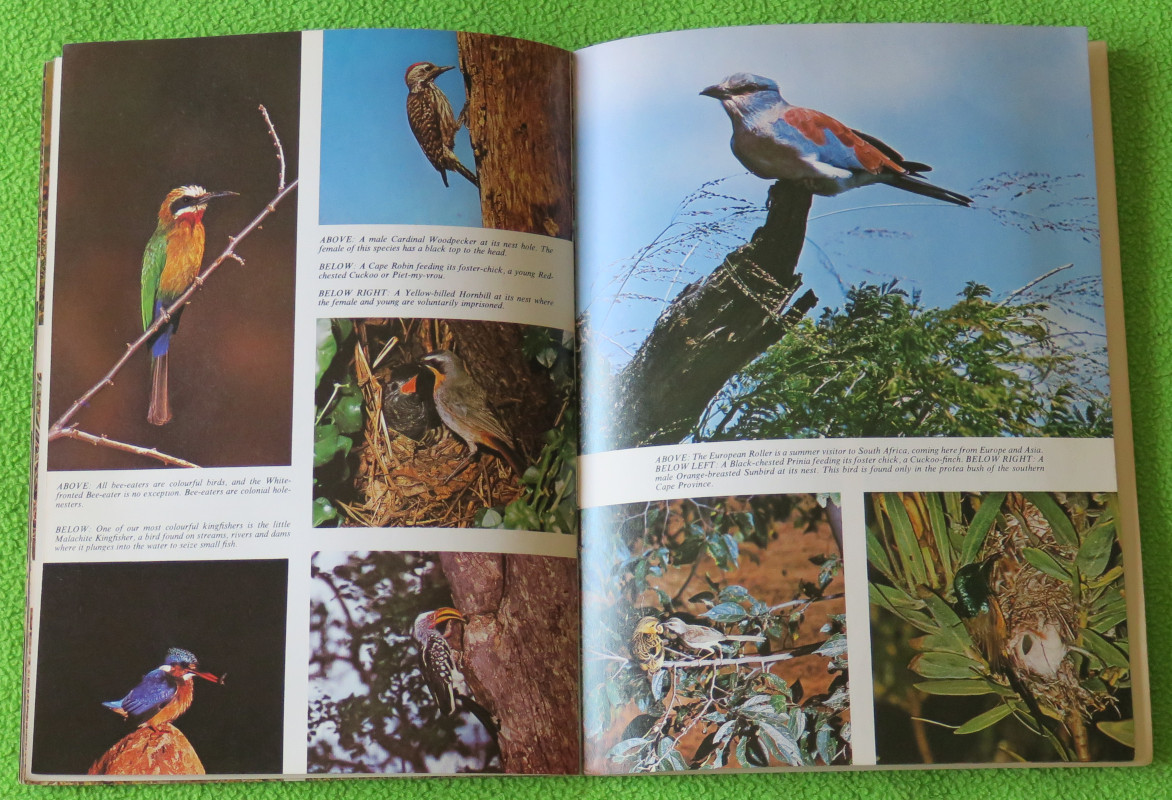 ABOVE: A male Cardinal Woodpecker at its nest hole. The
female of this species has a black top to the head.
BELOW: A Cape Robin feeding its foster-chick, a young Red-
chested Cuckoo or Piet-my-vrou.
BELOW RIGHT: A Yellow-billed Hornbill at its nest where
the female and young are voluntarily imprisoned.
ABOVE: All bee-eaters are colourful birds, and the White-
fronted Bee-eater is no exception. Bee-eaters are colonial hole-
nesters.
BELOW: One of our most colourful kingfishers is the little
Malachite Kingfisher, a bird found on streams, rivers and dams
where it plunges into the water to seize small fish.
ABOVE: The European Roller is a summer visitor to South Africa, coming here from Europe and Asia.
BELOW LEFT: A Black-chested Prinia feeding its foster chick, a Cuckoo-finch. BELOW RIGHT: A
male Orange-breasted Sunbird at its nest. This bird is found only in the protea bush of the southern
Cape Province.